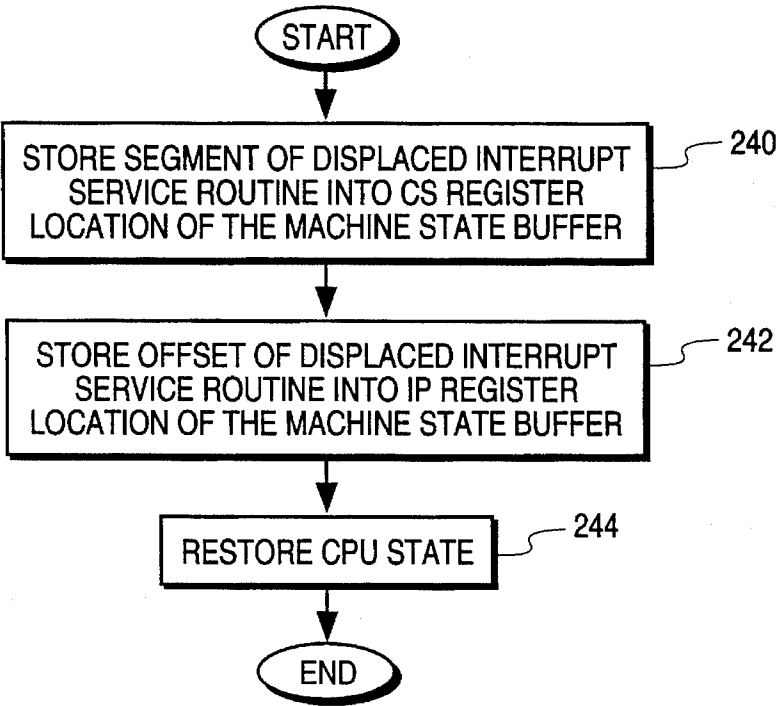 START
STORE SEGMENT OF DISPLACED INTERRUPT
SERVICE ROUTINE INTO CS REGISTER
LOCATION OF THE MACHINE STATE BUFFER
240
STORE OFFSET OF DISPLACED INTERRUPT
SERVICE ROUTINE INTO IP REGISTER
LOCATION OF THE MACHINE STATE BUFFER
242
RESTORE CPU STATE
244
END